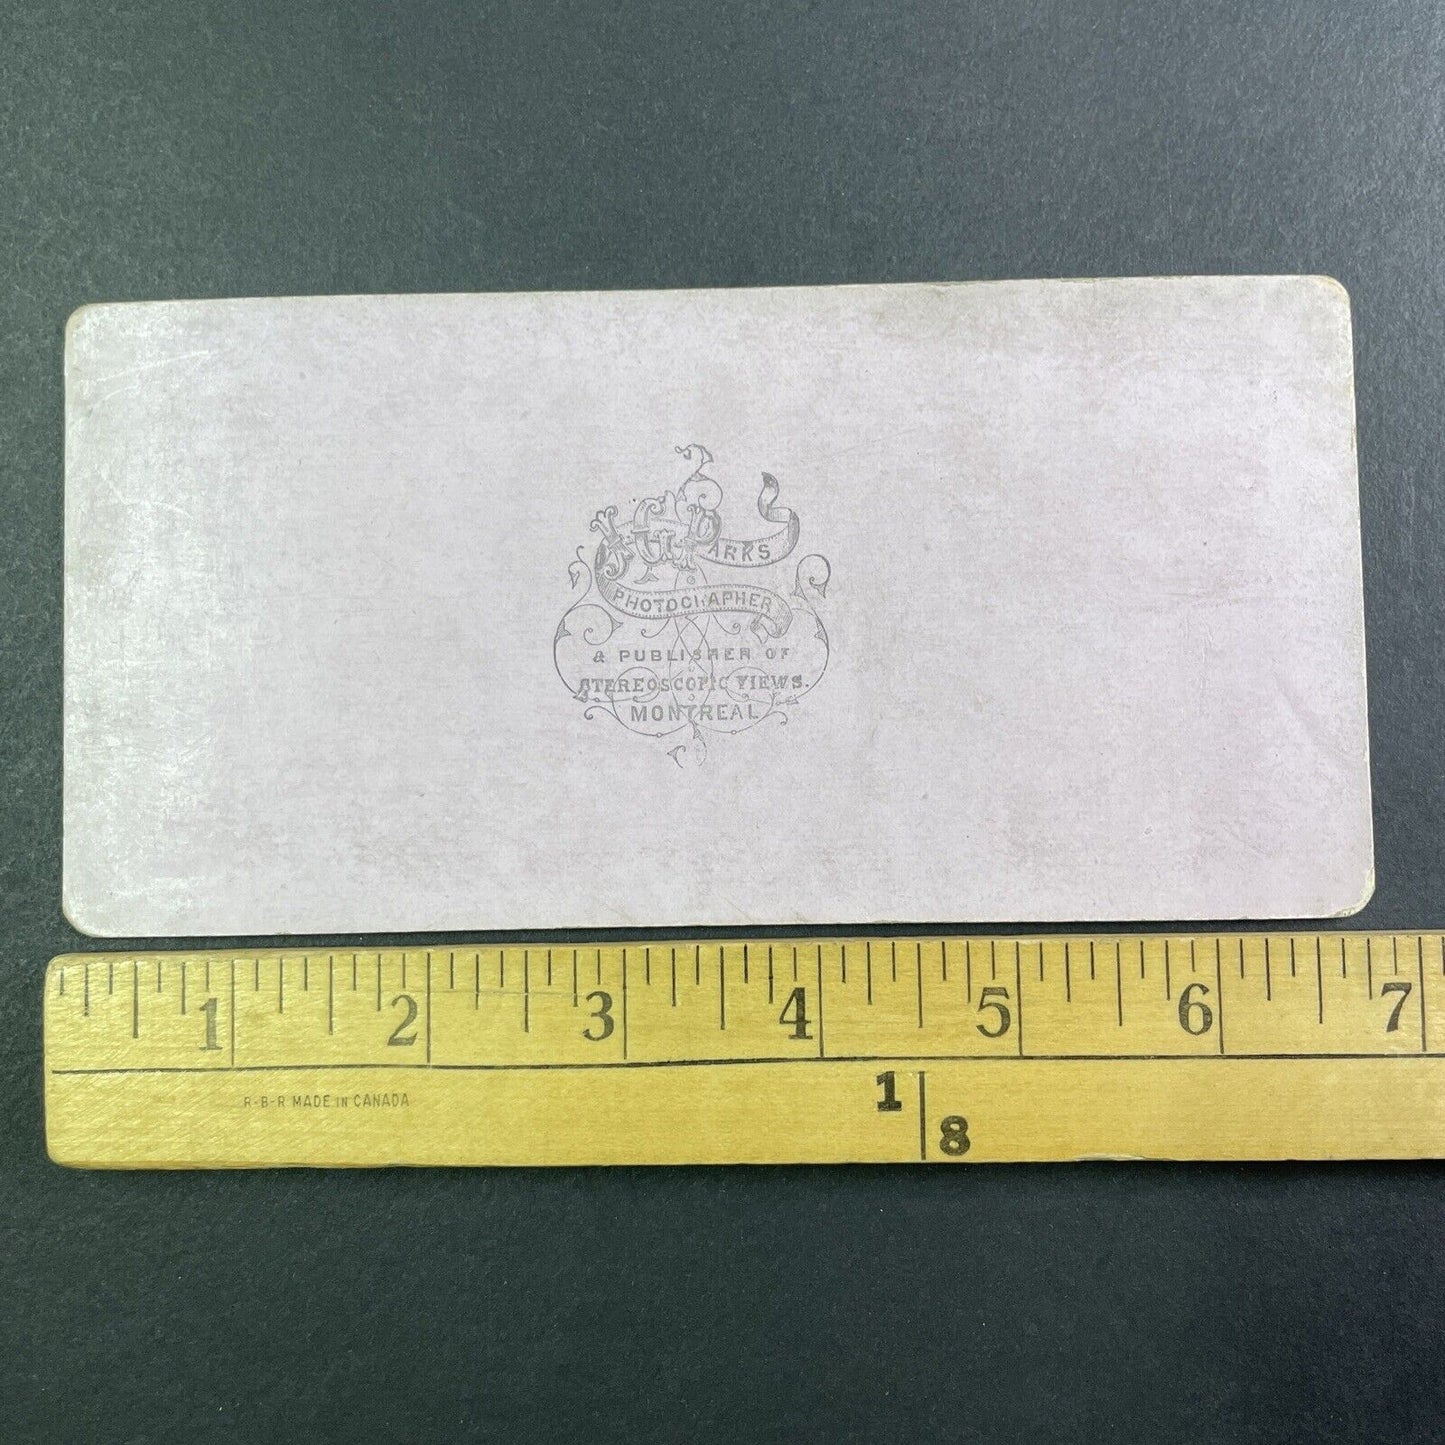 J.G. PARKS
PHOTOGRAPHER
& PUBLISHER OF
STEREOSCOPIC VIEWS.
MONTREAL
1 2 3 4 5 6 7
R-B-R MADE IN CANADA
1
8